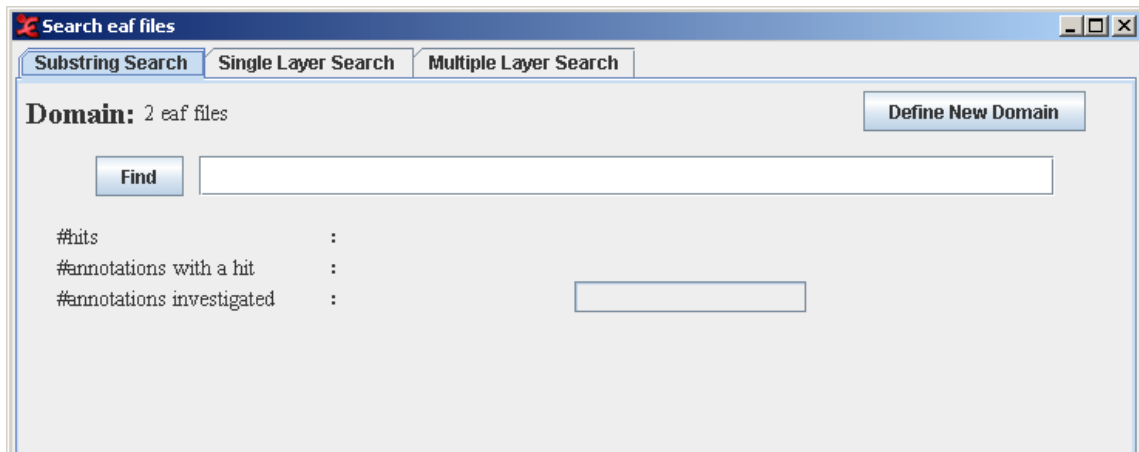 Search eaf files
Substring Search Single Layer Search Multiple Layer Search
Domain: 2 eaf files Define New Domain
Find
#hits :
#annotations with a hit :
#annotations investigated :